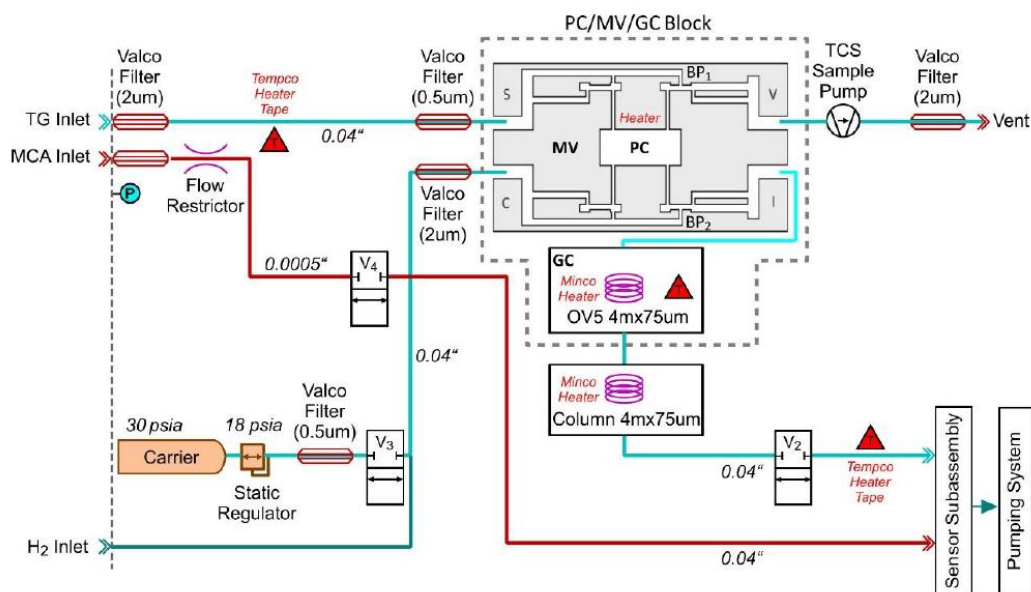 PC/MV/GC Block
Valco
Filter
(2um)
Tempco
Heater
Tape
Valco
Filter
(0.5um)
TCS
Sample
Pump
Valco
Filter
(2um)
BP1
S
V
TG Inlet
T
0.04"
Heater
Vent
MV
PC
MCA Inlet
P
Flow
Restrictor
Valco
Filter
(2um)
C
I
BP2
0.0005"
V4
GC
Minco
Heater
T
OV5 4mx75um
0.04"
Minco
Heater
Column 4mx75um
30 psia
18 psia
Valco
Filter
(0.5um)
Carrier
V3
Static
Regulator
V2
T
0.04"
Tempco
Heater
Tape
H2 Inlet
0.04"
Sensor Subassembly
Pumping System